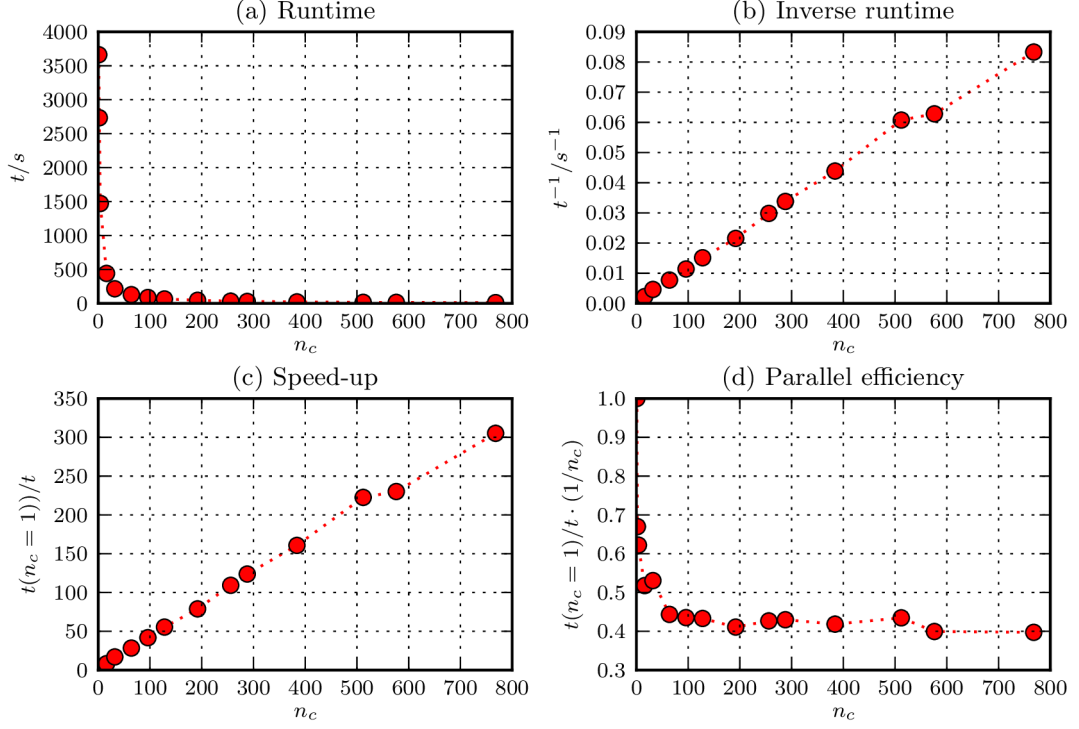 (a) Runtime
4000
3500
3000
2500
2000
1500
1000
500
0
t/s
0 100 200 300 400 500 600 700 800
n_c
(b) Inverse runtime
0.09
0.08
0.07
0.06
0.05
0.04
0.03
0.02
0.01
0.00
t⁻¹/s⁻¹
0 100 200 300 400 500 600 700 800
n_c
(c) Speed-up
350
300
250
200
150
100
50
0
t(n_c = 1))/t
0 100 200 300 400 500 600 700 800
n_c
(d) Parallel efficiency
1.0
0.9
0.8
0.7
0.6
0.5
0.4
0.3
t(n_c = 1)/t · (1/n_c)
0 100 200 300 400 500 600 700 800
n_c